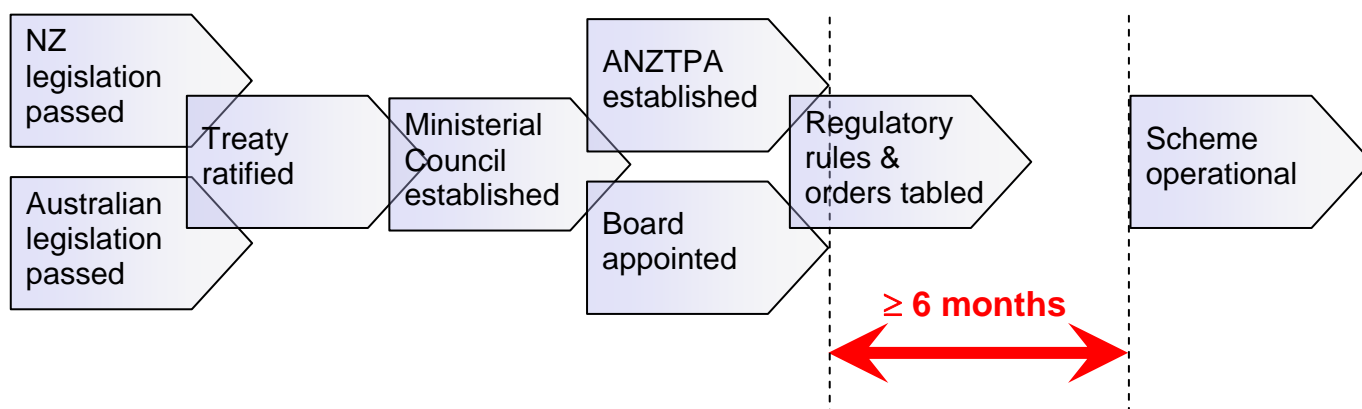 NZ
legislation
passed
Australian
legislation
passed
Treaty
ratified
Ministerial
Council
established
ANZTPA
established
Board
appointed
Regulatory
rules &
orders tabled
≥ 6 months
Scheme
operational